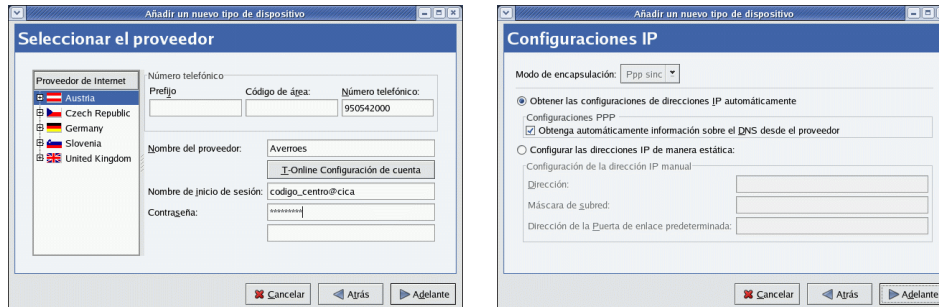 Añadir un nuevo tipo de dispositivo
Seleccionar el proveedor
Proveedor de Internet
Austria
Czech Republic
Germany
Slovenia
United Kingdom
Número telefónico
Prefijo Código de área: Número telefónico:
950542000
Nombre del proveedor: Averroes
T-Online Configuración de cuenta
Nombre de inicio de sesión: codigo_centro@cica
Contraseña: *********
Cancelar Atrás Adelante
Añadir un nuevo tipo de dispositivo
Configuraciones IP
Modo de encapsulación: Ppp sinc
Obtener las configuraciones de direcciones IP automáticamente
Configuraciones PPP
Obtenga automáticamente información sobre el DNS desde el proveedor
Configurar las direcciones IP de manera estática:
Configuración de la dirección IP manual
Dirección:
Máscara de subred:
Dirección de la Puerta de enlace predeterminada:
Cancelar Atrás Adelante